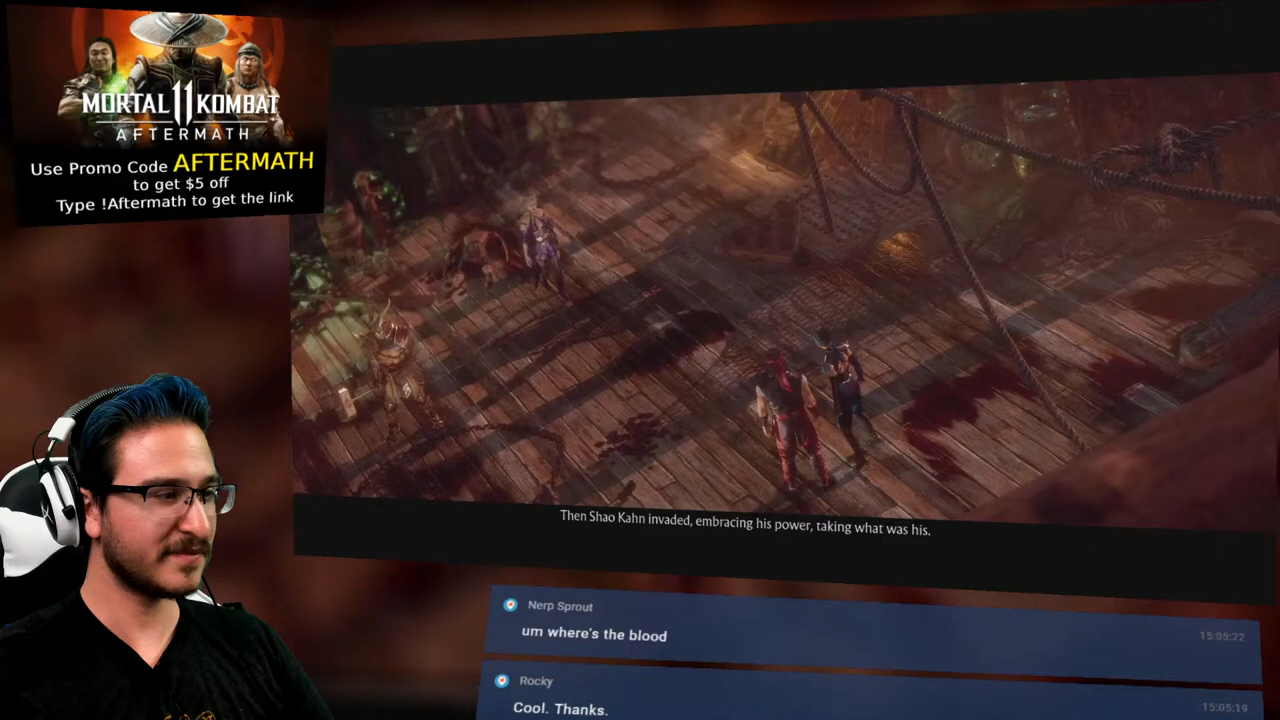 MORTAL 11 KOMBAT
AFTERMATH
Use Promo Code AFTERMATH
to get $5 off
Type !Aftermath to get the link
Then Shao Kahn invaded, embracing his power, taking what was his.
Nerp Sprout
um where's the blood
15:05:22
Rocky
Cool. Thanks.
15:05:19